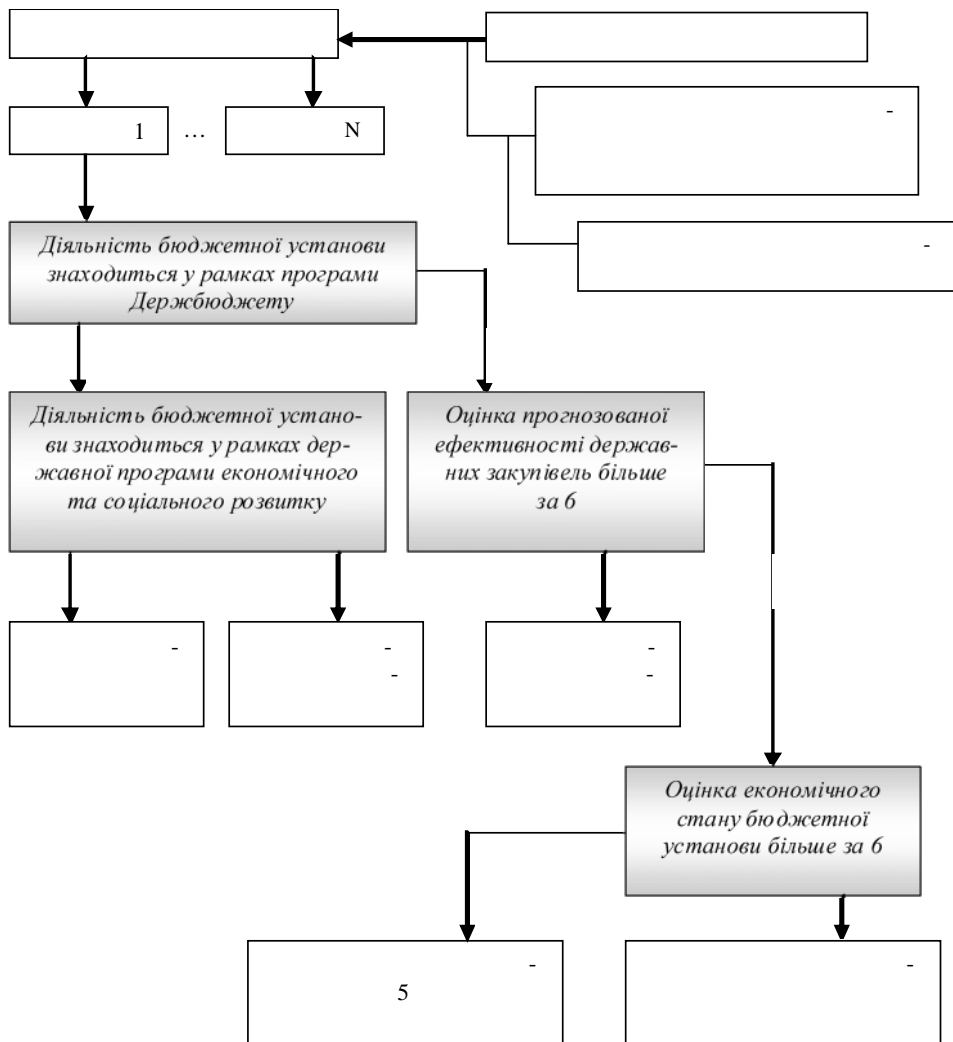 -
1 … N
-
Діяльність бюджетної установи
знаходиться у рамках програми
Держбюджету
Діяльність бюджетної устано-
ви знаходиться у рамках дер-
жавної програми економічного
та соціального розвитку
Оцінка прогнозованої
ефективності держав-
них закупівель більше
за 6
-
-
-
-
-
Оцінка економічного
стану бюджетної
установи більше за 6
-
5
-